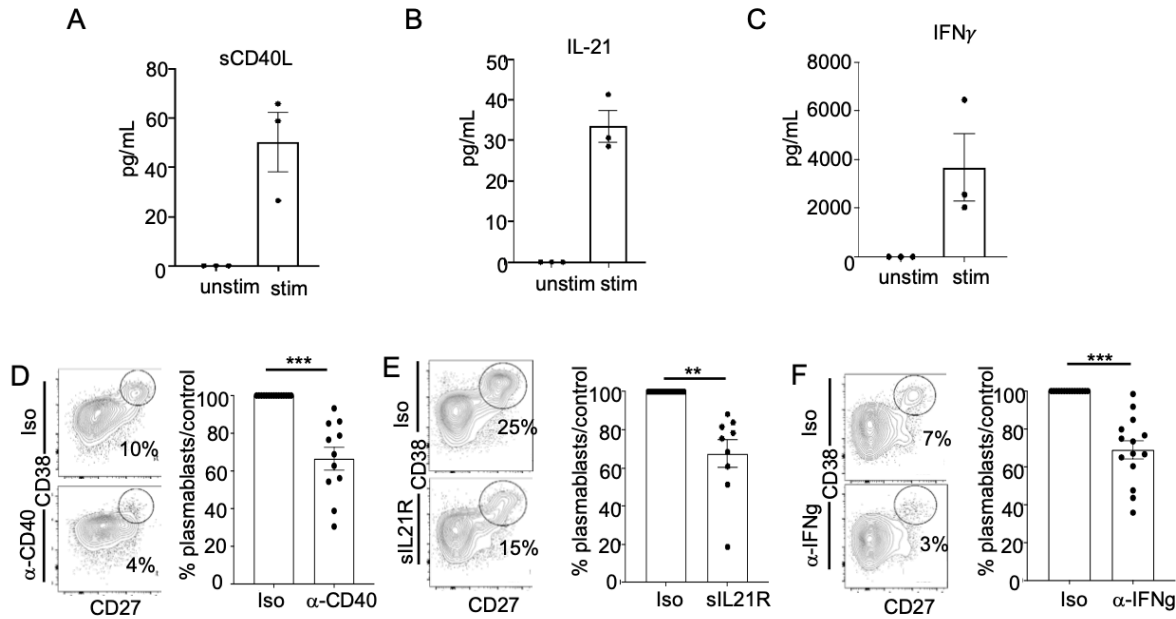 A
sCD40L
pg/mL
80
60
40
20
0
unstim stim
B
IL-21
pg/mL
50
40
30
20
10
0
unstim stim
C
IFNγ
pg/mL
8000
6000
4000
2000
0
unstim stim
D
Iso
CD38
10%
α-CD40
4%
CD27
% plasmablasts/control
***
100
80
60
40
20
0
Iso α-CD40
E
Iso
CD38
25%
sIL21R
15%
CD27
% plasmablasts/control
**
100
80
60
40
20
0
Iso sIL21R
F
Iso
CD38
7%
α-IFNg
3%
CD27
% plasmablasts/control
***
100
80
60
40
20
0
Iso α-IFNg